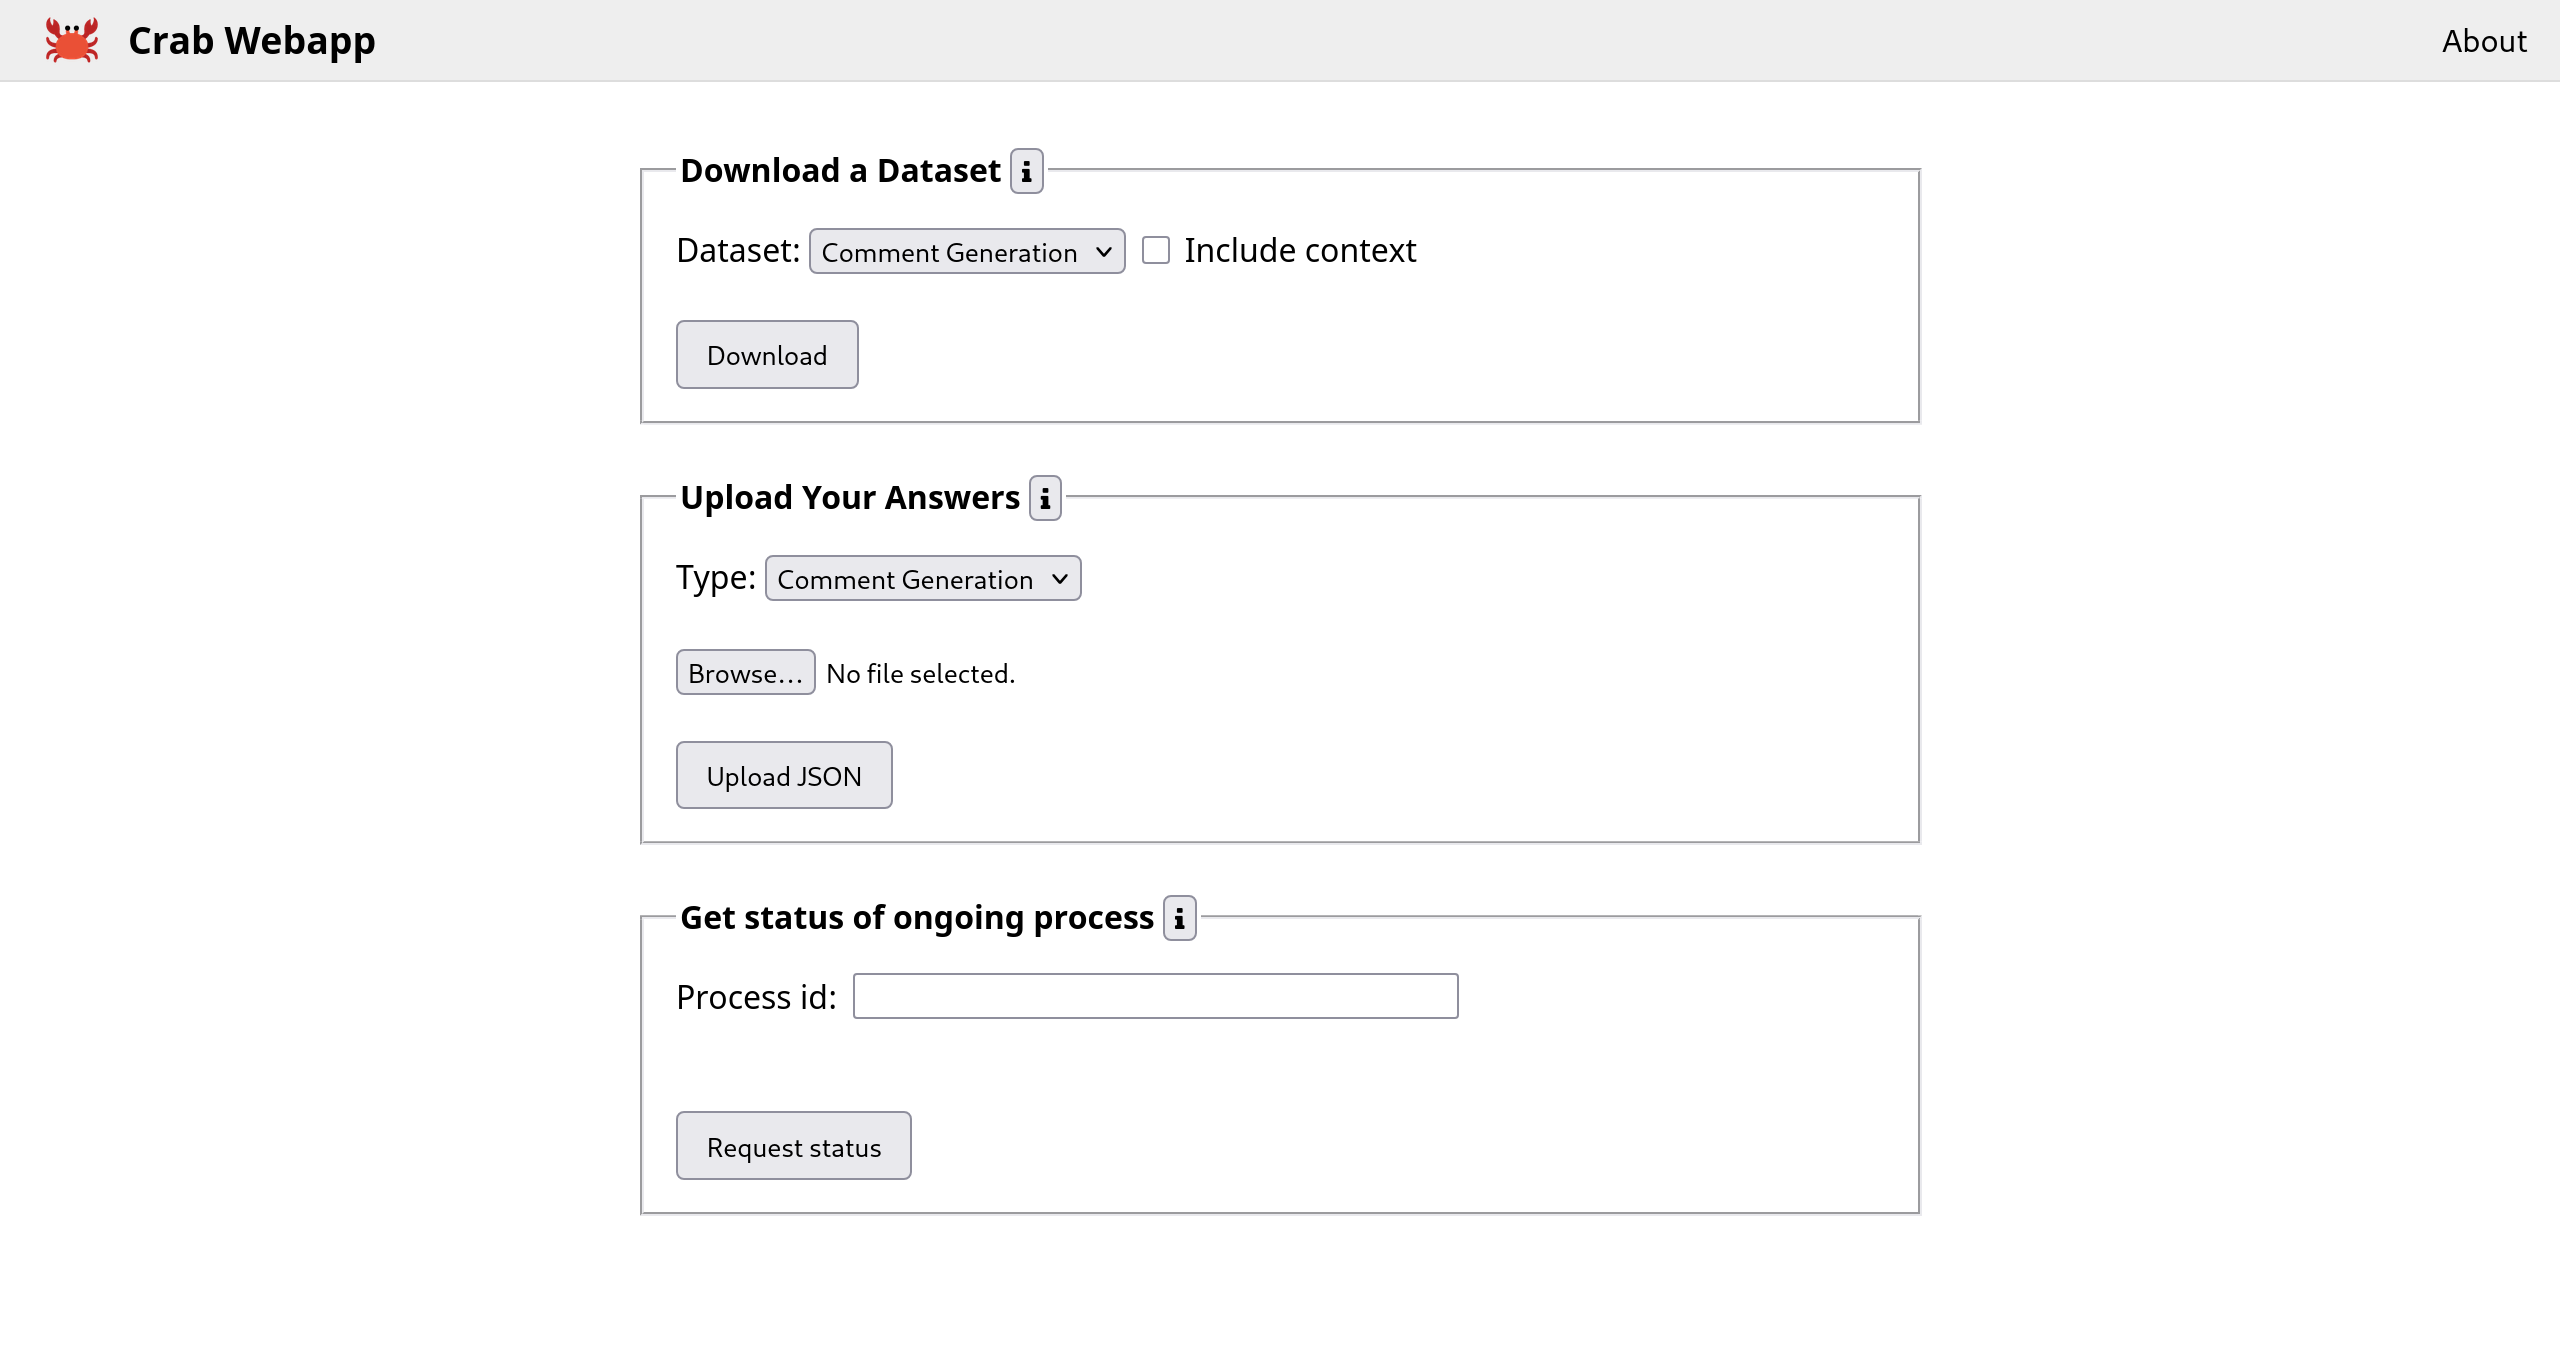 Crab Webapp
About
Download a Dataset i
Dataset: Comment Generation Include context
Download
Upload Your Answers i
Type: Comment Generation
Browse... No file selected.
Upload JSON
Get status of ongoing process i
Process id:
Request status